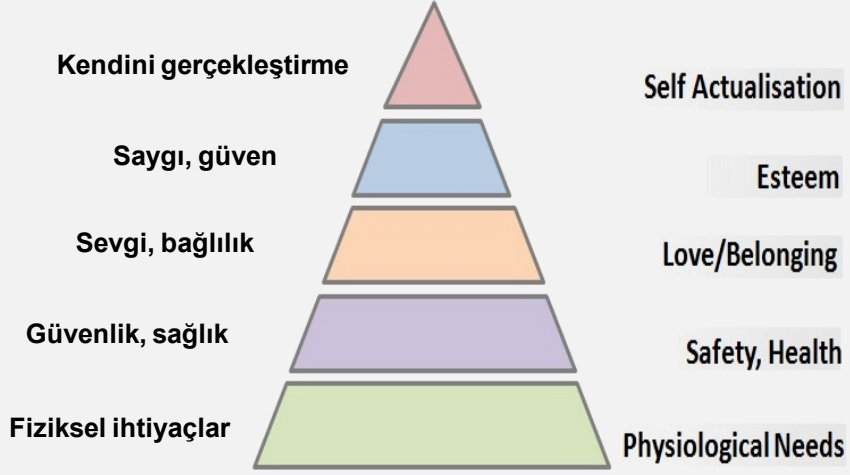 Kendini gerçekleştirme
Self Actualisation
Saygı, güven
Esteem
Sevgi, bağlılık
Love/Belonging
Güvenlik, sağlık
Safety, Health
Fiziksel ihtiyaçlar
Physiological Needs